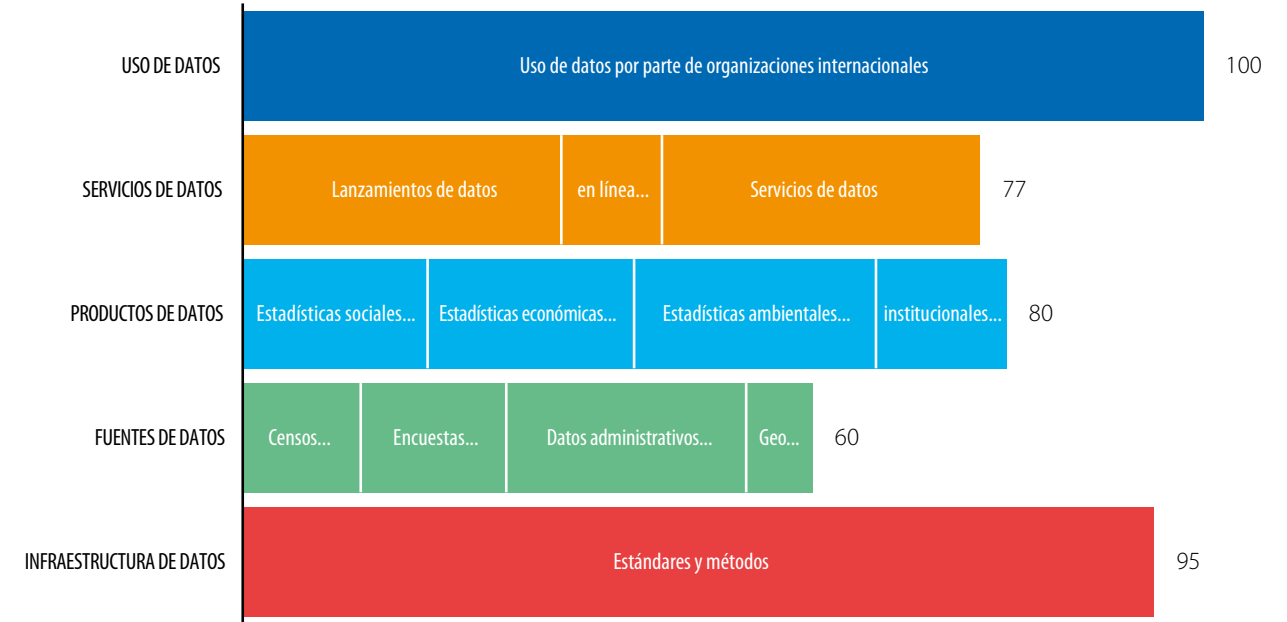 USO DE DATOS
Uso de datos por parte de organizaciones internacionales
100
SERVICIOS DE DATOS
Lanzamientos de datos
en línea...
Servicios de datos
77
PRODUCTOS DE DATOS
Estadísticas sociales...
Estadísticas económicas...
Estadísticas ambientales...
institucionales...
80
FUENTES DE DATOS
Censos...
Encuestas...
Datos administrativos...
Geo...
60
INFRAESTRUCTURA DE DATOS
Estándares y métodos
95